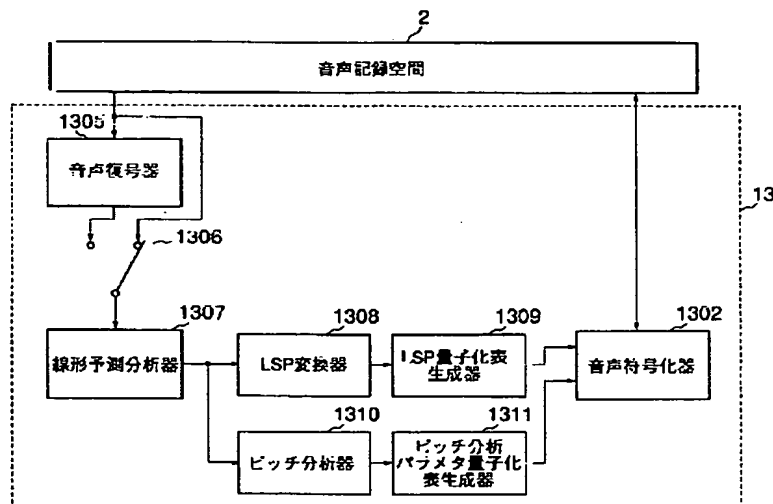 2
音声記録空間
1305
音声復号器
13
1306
1307
線形予測分析器
1308
LSP変換器
1309
LSP量子化表
生成器
1302
音声符号化器
1310
ピッチ分析器
1311
ピッチ分析
パラメタ量子化
表生成器